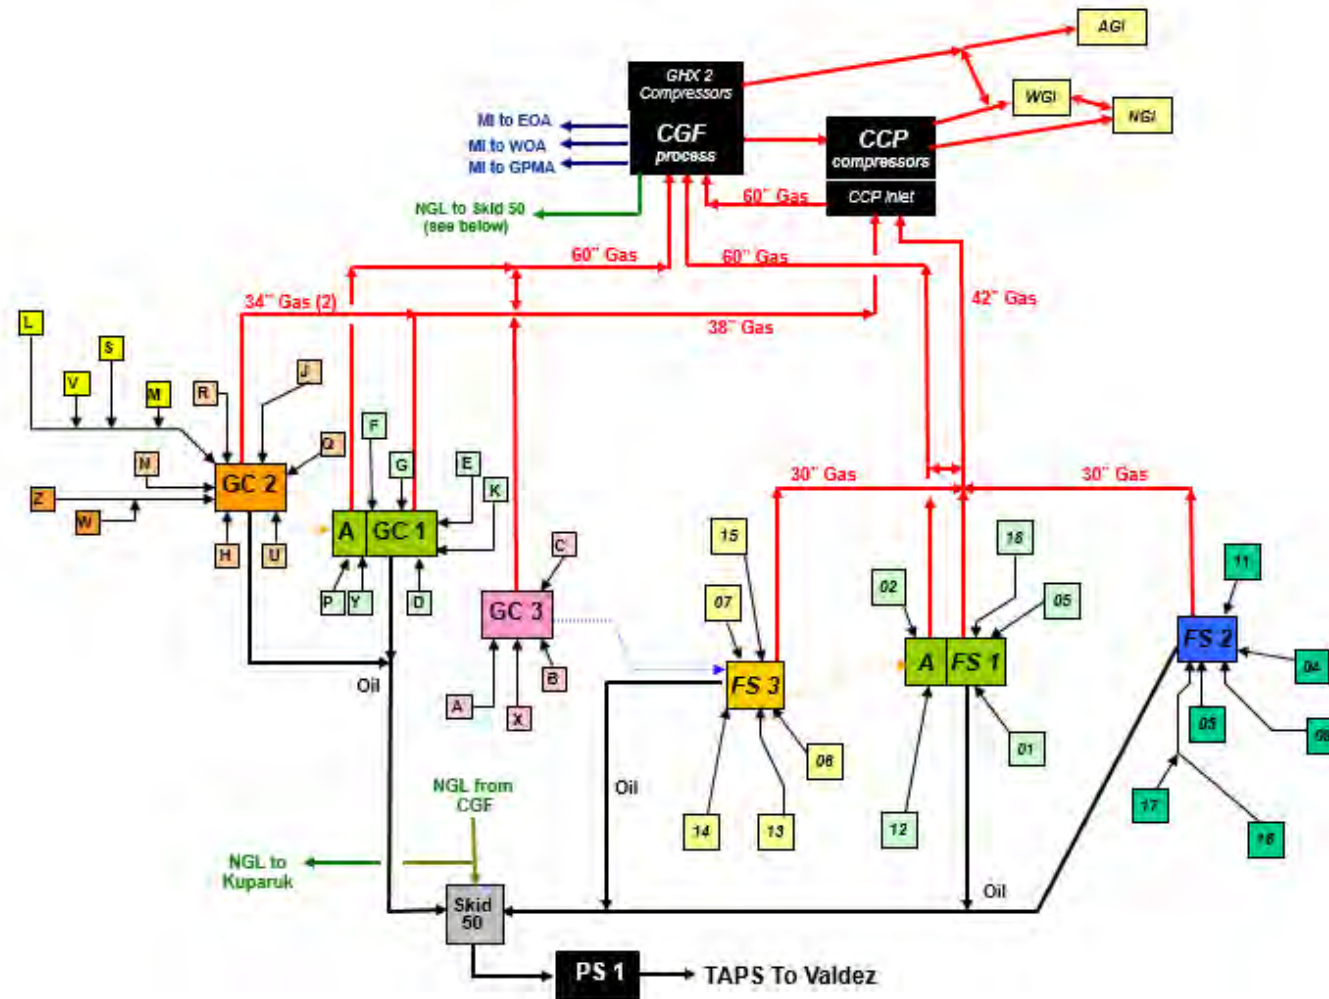 AGI
GHX 2
Compressors
WGI
NGI
MI to EOA
MI to WOA
MI to GPMA
CGF
process
CCP
compressors
CCP Inlet
60" Gas
NGL to Skid 50
(see below)
60" Gas
60" Gas
34" Gas (2)
42" Gas
38" Gas
L
S
V
M
R
J
F
Q
N
G
E
K
Z
W
GC 2
30" Gas
30" Gas
A
GC 1
H
U
15
18
11
C
P
Y
D
02
05
07
GC 3
FS 2
04
Oil
A
X
B
FS 3
A
FS 1
03
08
01
06
NGL from
CGF
Oil
14
13
12
17
16
NGL to
Kuparuk
Skid
50
Oil
PS 1
TAPS To Valdez